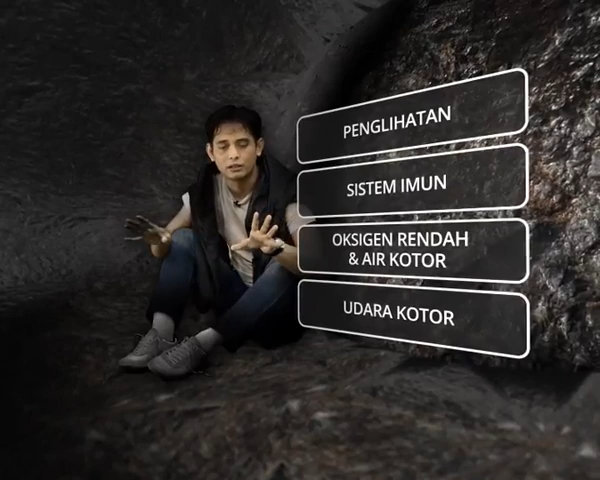 PENGLIHATAN
SISTEM IMUN
OKSIGEN RENDAH
& AIR KOTOR
UDARA KOTOR